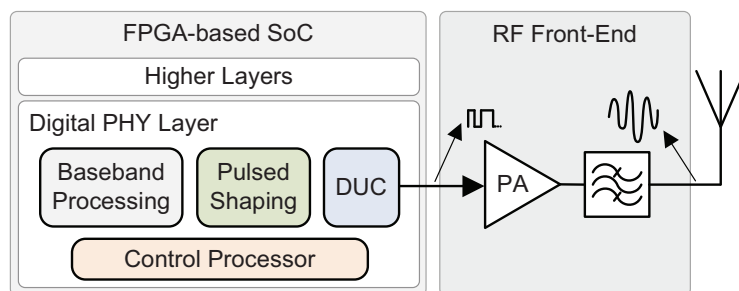 FPGA-based SoC
RF Front-End
Higher Layers
Digital PHY Layer
Baseband
Processing
Pulsed
Shaping
DUC
PA
Control Processor